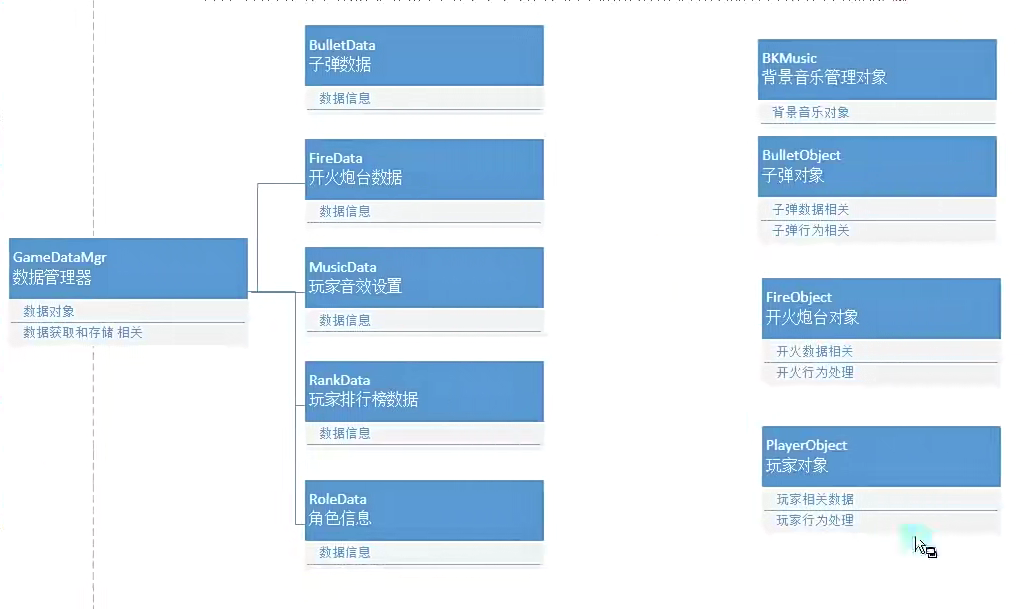 GameDataMgr
数据管理器
数据对象
数据获取和存储 相关
BulletData
子弹数据
数据信息
FireData
开火炮台数据
数据信息
MusicData
玩家音效设置
数据信息
RankData
玩家排行榜数据
数据信息
RoleData
角色信息
数据信息
BKMusic
背景音乐管理对象
背景音乐对象
BulletObject
子弹对象
子弹数据相关
子弹行为相关
FireObject
开火炮台对象
开火数据相关
开火行为处理
PlayerObject
玩家对象
玩家相关数据
玩家行为处理